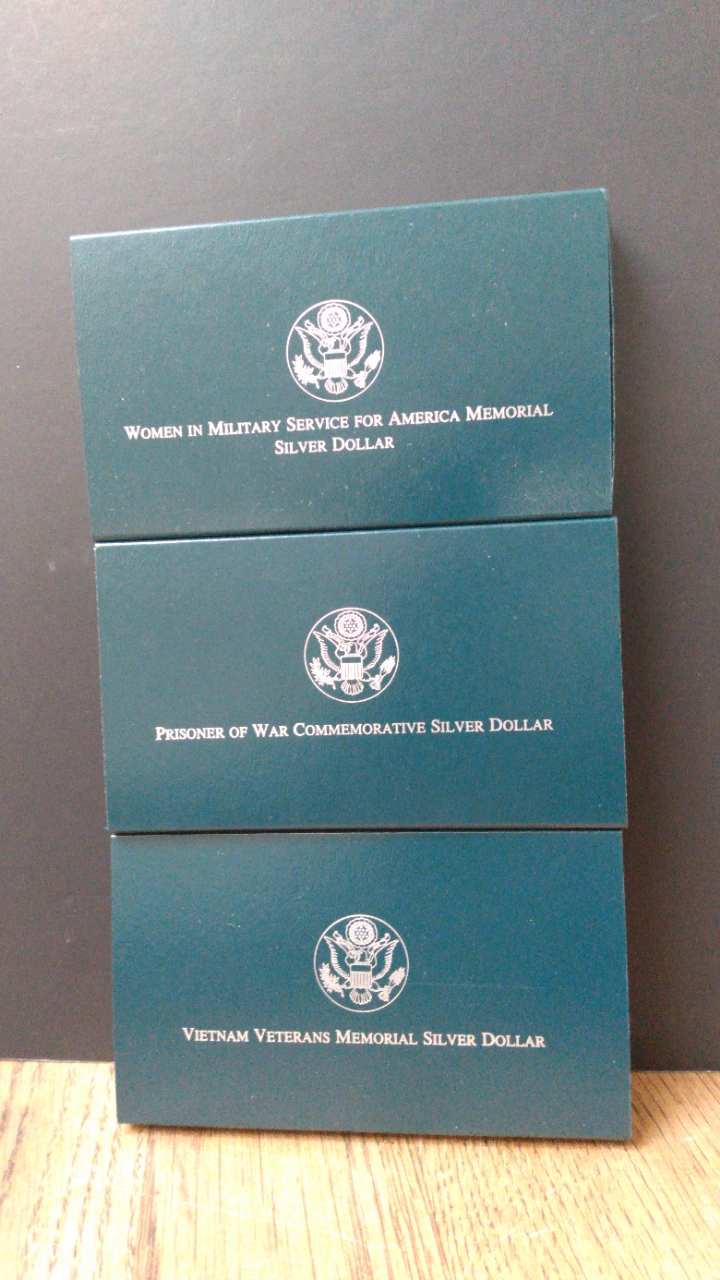 Women in Military Service for America Memorial
Silver Dollar
Prisoner of War Commemorative Silver Dollar
Vietnam Veterans Memorial Silver Dollar